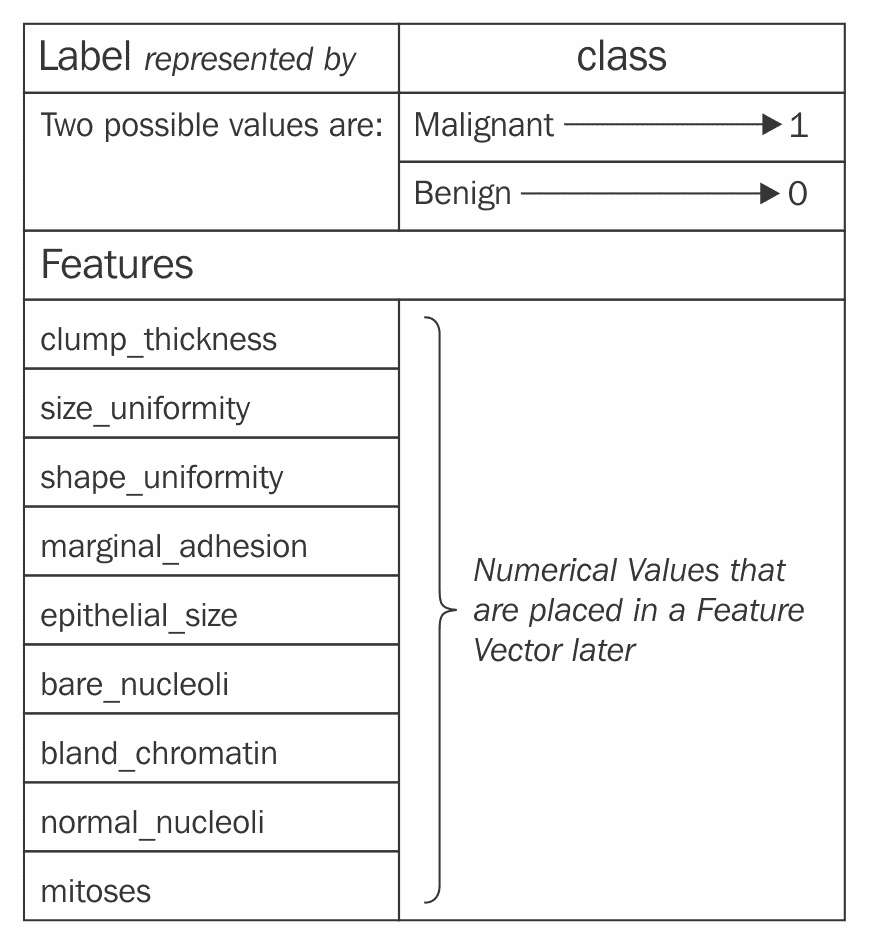 Label represented by
class
Two possible values are:
Malignant 1
Benign 0
Features
clump_thickness
size_uniformity
shape_uniformity
marginal_adhesion
epithelial_size
bare_nucleoli
bland_chromatin
normal_nucleoli
mitoses
Numerical Values that
are placed in a Feature
Vector later